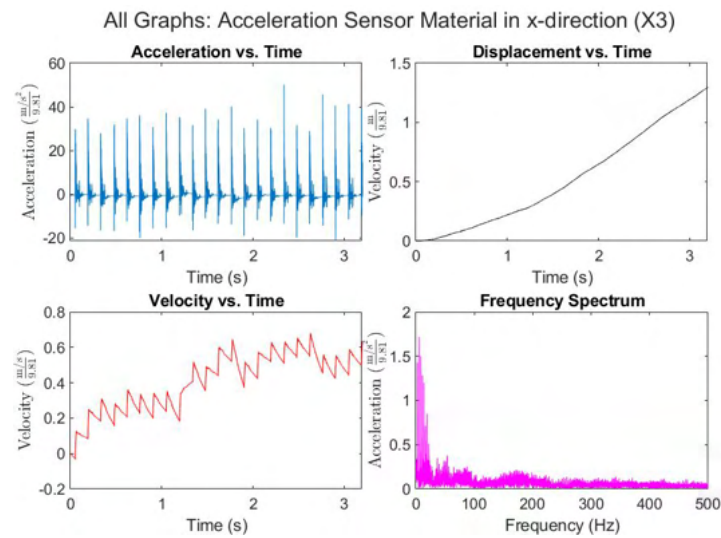 All Graphs: Acceleration Sensor Material in x-direction (X3)
Acceleration vs. Time
Acceleration (m/s²/9.81)
60
40
20
0
-20
0 1 2 3
Time (s)
Displacement vs. Time
Velocity (m/9.81)
1.5
1
0.5
0
0 1 2 3
Time (s)
Velocity vs. Time
Velocity (m/s/9.81)
0.8
0.6
0.4
0.2
0
-0.2
0 1 2 3
Time (s)
Frequency Spectrum
Acceleration (m/s²/9.81)
2
1.5
1
0.5
0
0 100 200 300 400 500
Frequency (Hz)